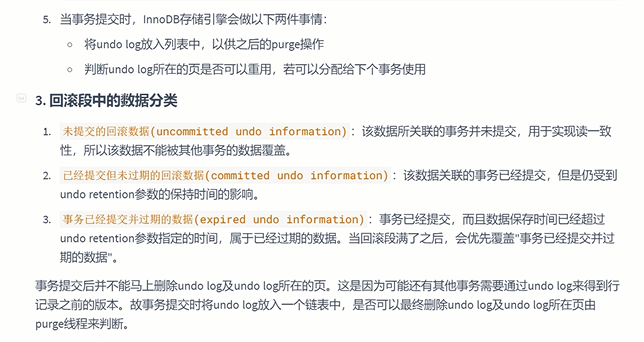 5. 当事务提交时，InnoDB存储引擎会做以下两件事情：
将undo log放入列表中，以供之后的purge操作
判断undo log所在的页是否可以重用，若可以分配给下个事务使用
3. 回滚段中的数据分类
1. 未提交的回滚数据(uncommitted undo information)：该数据所关联的事务并未提交，用于实现读一致
性，所以该数据不能被其他事务的数据覆盖。
2. 已经提交但未过期的回滚数据(committed undo information)：该数据关联的事务已经提交，但是仍受到
undo retention参数的保持时间的影响。
3. 事务已经提交并过期的数据(expired undo information)：事务已经提交，而且数据保存时间已经超过
undo retention参数指定的时间，属于已经过期的数据。当回滚段满了之后，会优先覆盖"事务已经提交并过
期的数据"。
事务提交后并不能马上删除undo log及undo log所在的页。这是因为可能还有其他事务需要通过undo log来得到行
记录之前的版本。故事务提交时将undo log放入一个链表中，是否可以最终删除undo log及undo log所在页由
purge线程来判断。